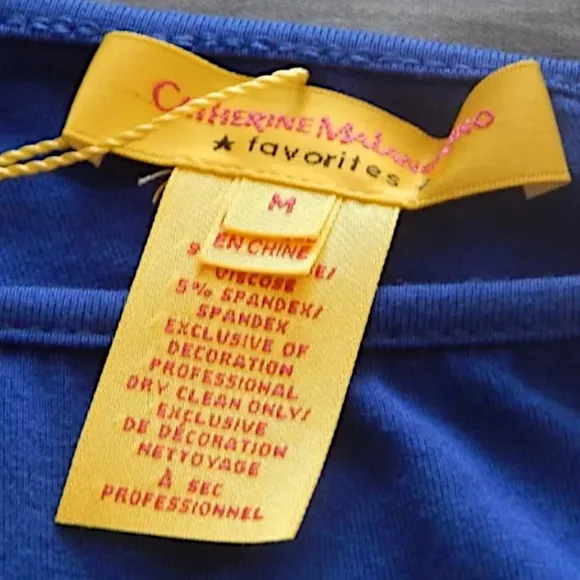 CATHERINE MALAN
★ favorites
M
EN CHINE
VISCOSE
5% SPANDEX/
SPANDEX
EXCLUSIVE OF
DECORATION
PROFESSIONAL
DRY CLEAN ONLY/
EXCLUSIVE
DE DÉCORATION
NETTOYAGE
À SEC
PROFESSIONNEL